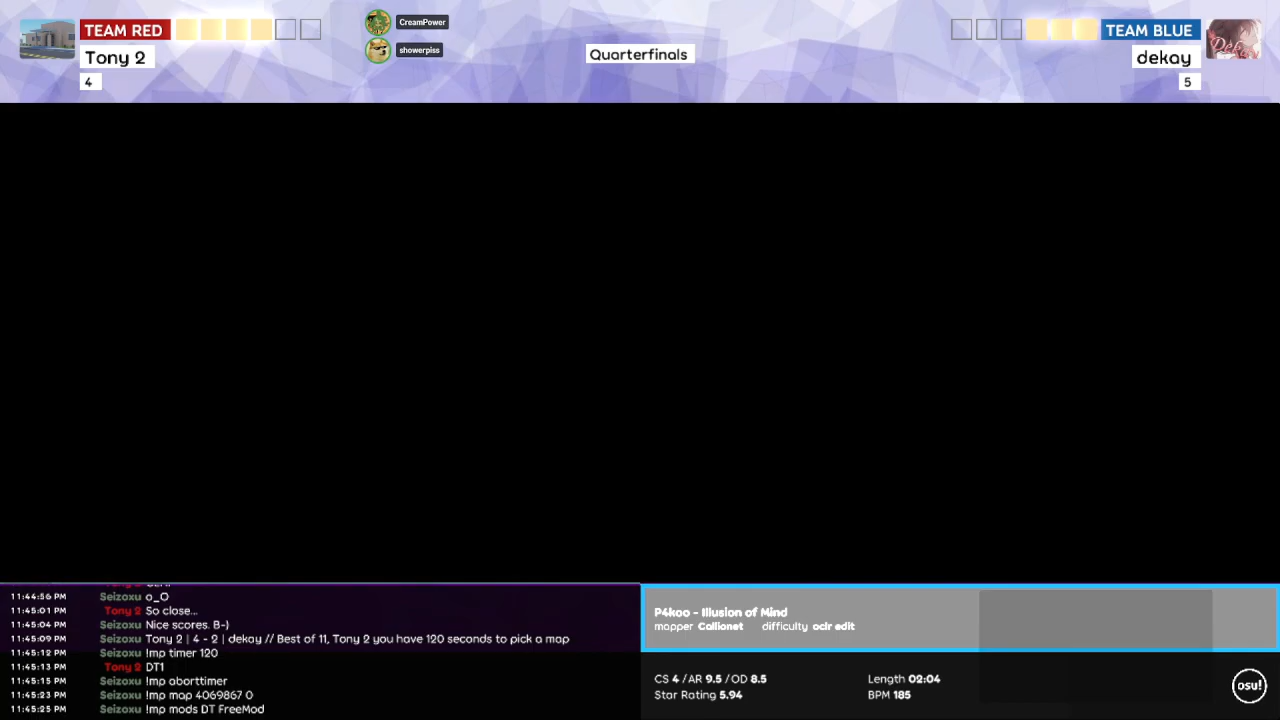 TEAM RED
Tony 2
4
CreamPower
showerpiss
Quarterfinals
TEAM BLUE
dekay
5
11:44:56 PM Seizoxu o_O
11:45:01 PM Tony 2 So close...
11:45:04 PM Seizoxu Nice scores. B-)
11:45:09 PM Seizoxu Tony 2 | 4 - 2 | dekay // Best of 11, Tony 2 you have 120 seconds to pick a map
11:45:12 PM Seizoxu !mp timer 120
11:45:13 PM Tony 2 DT1
11:45:15 PM Seizoxu !mp aborttimer
11:45:23 PM Seizoxu !mp map 4069867 0
11:45:25 PM Seizoxu !mp mods DT FreeMod
P4koo - Illusion of Mind
mapper Callionet difficulty oclr edit
CS 4 / AR 9.5 / OD 8.5
Star Rating 5.94
Length 02:04
BPM 185
osu!